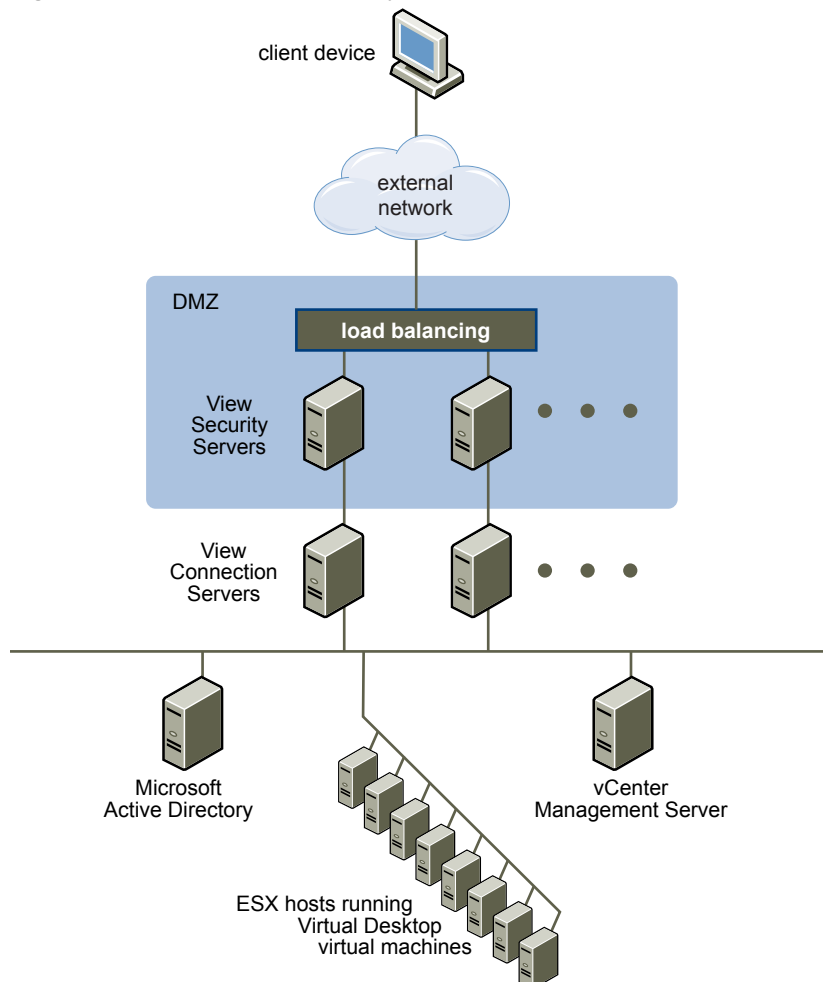 client device
external
network
DMZ
load balancing
View
Security
Servers
View
Connection
Servers
Microsoft
Active Directory
vCenter
Management Server
ESX hosts running
Virtual Desktop
virtual machines